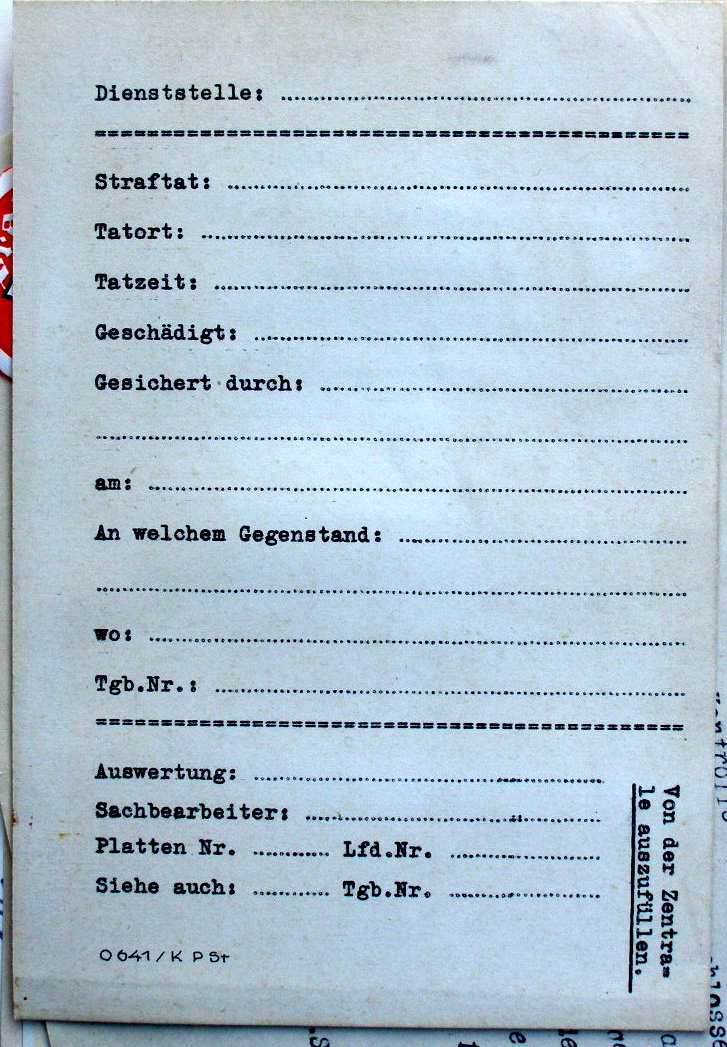 Dienststelle: ........................
==============================
Straftat: ........................
Tatort: ........................
Tatzeit: ........................
Geschädigt: ........................
Gesichert durch: ........................
........................
am: ........................
An welchem Gegenstand: ........................
........................
wo: ........................
Tgb.Nr.: ........................
==============================
Auswertung: ........................
Sachbearbeiter: ........................
Platten Nr. ............ Lfd.Nr. ............
Siehe auch: ............ Tgb.Nr. ............
Von der Zentra=
le auszufüllen.
0641/K P St